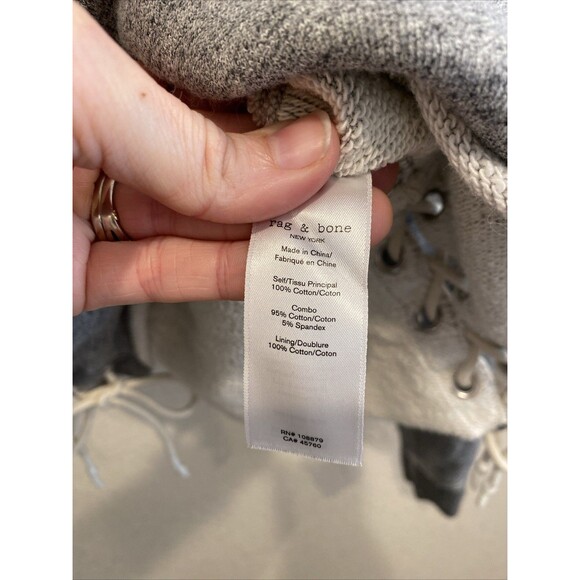 rag & bone
NEW YORK
Made in China/
Fabriqué en Chine
Self/Tissu Principal
100% Cotton/Coton
Combo
95% Cotton/Coton
5% Spandex
Lining/Doublure
100% Cotton/Coton
RN# 108879
CA# 45760